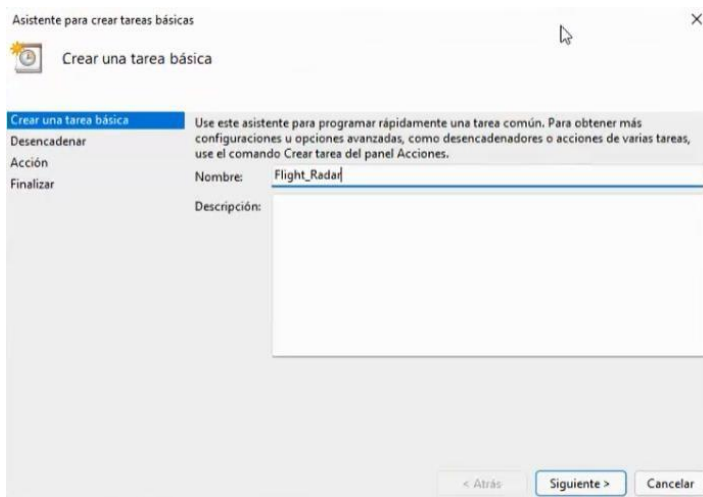 Asistente para crear tareas básicas
Crear una tarea básica
Crear una tarea básica
Desencadenar
Acción
Finalizar
Use este asistente para programar rápidamente una tarea común. Para obtener más
configuraciones u opciones avanzadas, como desencadenadores o acciones de varias tareas,
use el comando Crear tarea del panel Acciones.
Nombre: Flight_Radar
Descripción:
< Atrás Siguiente > Cancelar